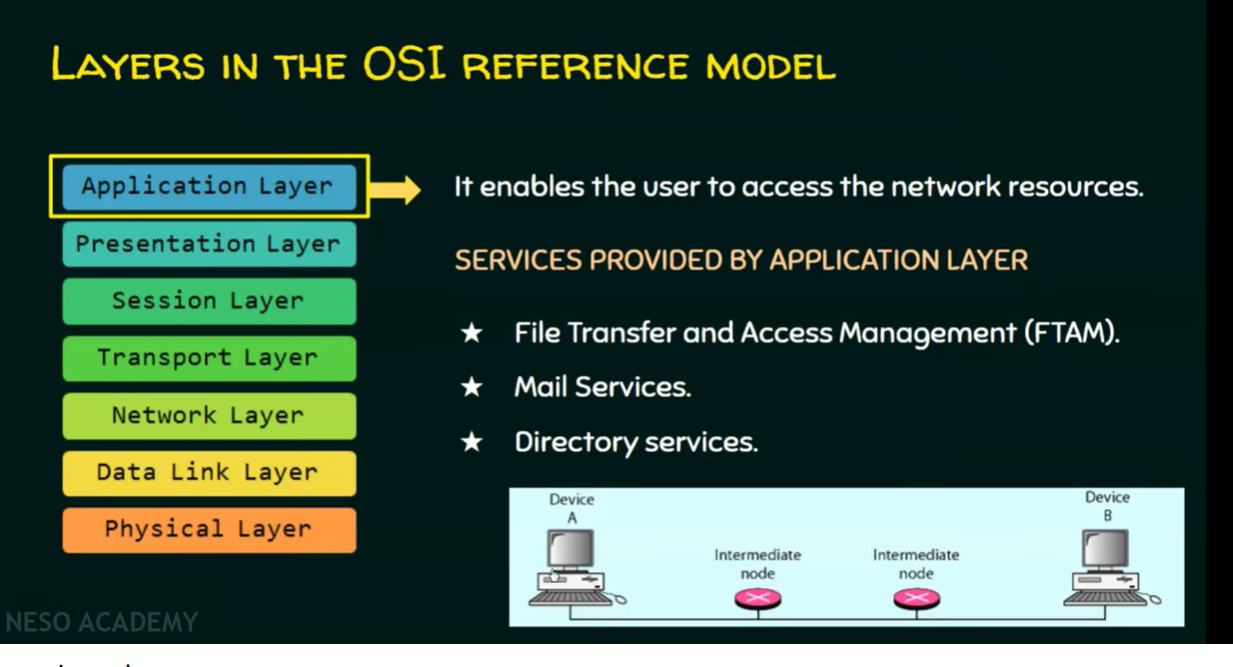 LAYERS IN THE OSI REFERENCE MODEL
Application Layer
Presentation Layer
Session Layer
Transport Layer
Network Layer
Data Link Layer
Physical Layer
It enables the user to access the network resources.
SERVICES PROVIDED BY APPLICATION LAYER
★ File Transfer and Access Management (FTAM).
★ Mail Services.
★ Directory services.
Device
A
Intermediate
node
Intermediate
node
Device
B
NESO ACADEMY